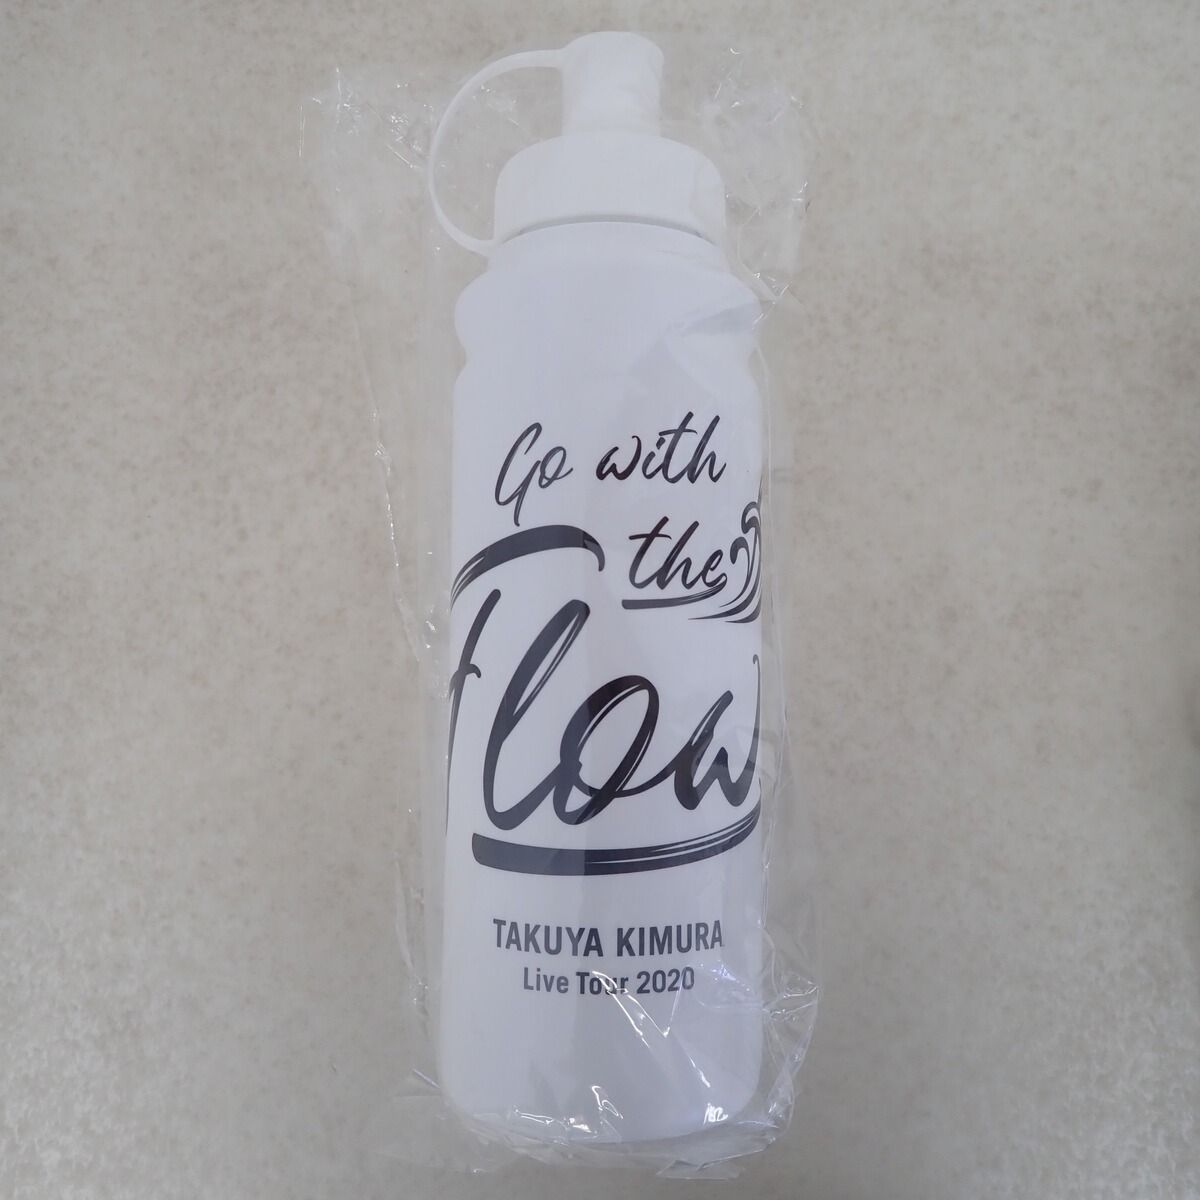 Go with
the
Flow
TAKUYA KIMURA
Live Tour 2020